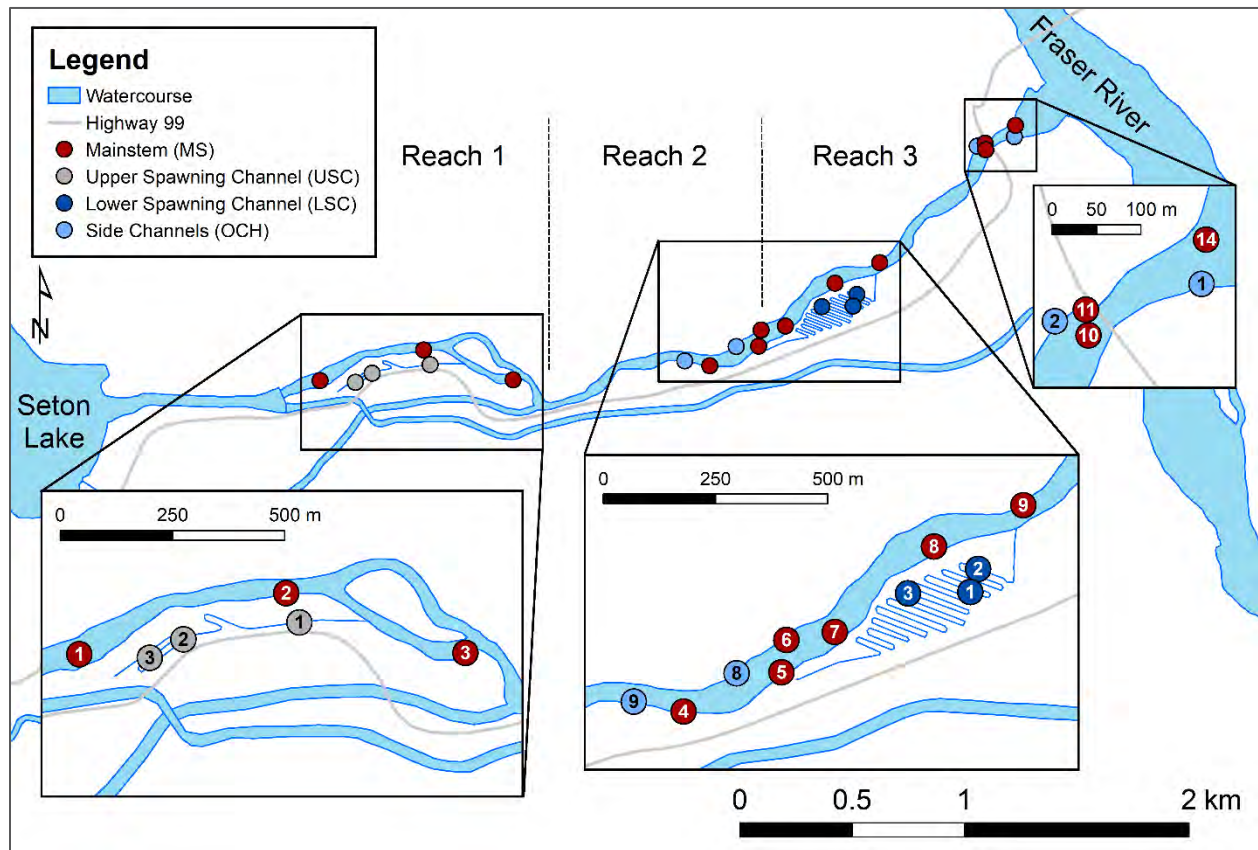 Legend
Watercourse
Highway 99
Mainstem (MS)
Upper Spawning Channel (USC)
Lower Spawning Channel (LSC)
Side Channels (OCH)
N
Reach 1
Reach 2
Reach 3
Fraser River
Seton
Lake
0 50 100 m
14
1
11
2
10
0 250 500 m
2
1
2
3
1
3
0 250 500 m
9
8
2
3
1
7
6
5
8
9
4
0 0.5 1 2 km